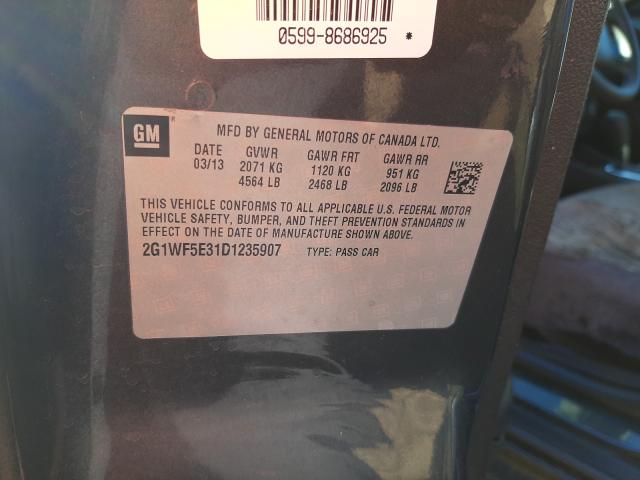 0599-8686925 *
GM
MFD BY GENERAL MOTORS OF CANADA LTD.
DATE GVWR GAWR FRT GAWR RR
03/13 2071 KG 1120 KG 951 KG
4564 LB 2468 LB 2096 LB
THIS VEHICLE CONFORMS TO ALL APPLICABLE U.S. FEDERAL MOTOR
VEHICLE SAFETY, BUMPER, AND THEFT PREVENTION STANDARDS IN
EFFECT ON THE DATE OF MANUFACTURE SHOWN ABOVE.
2G1WF5E31D1235907 TYPE: PASS CAR